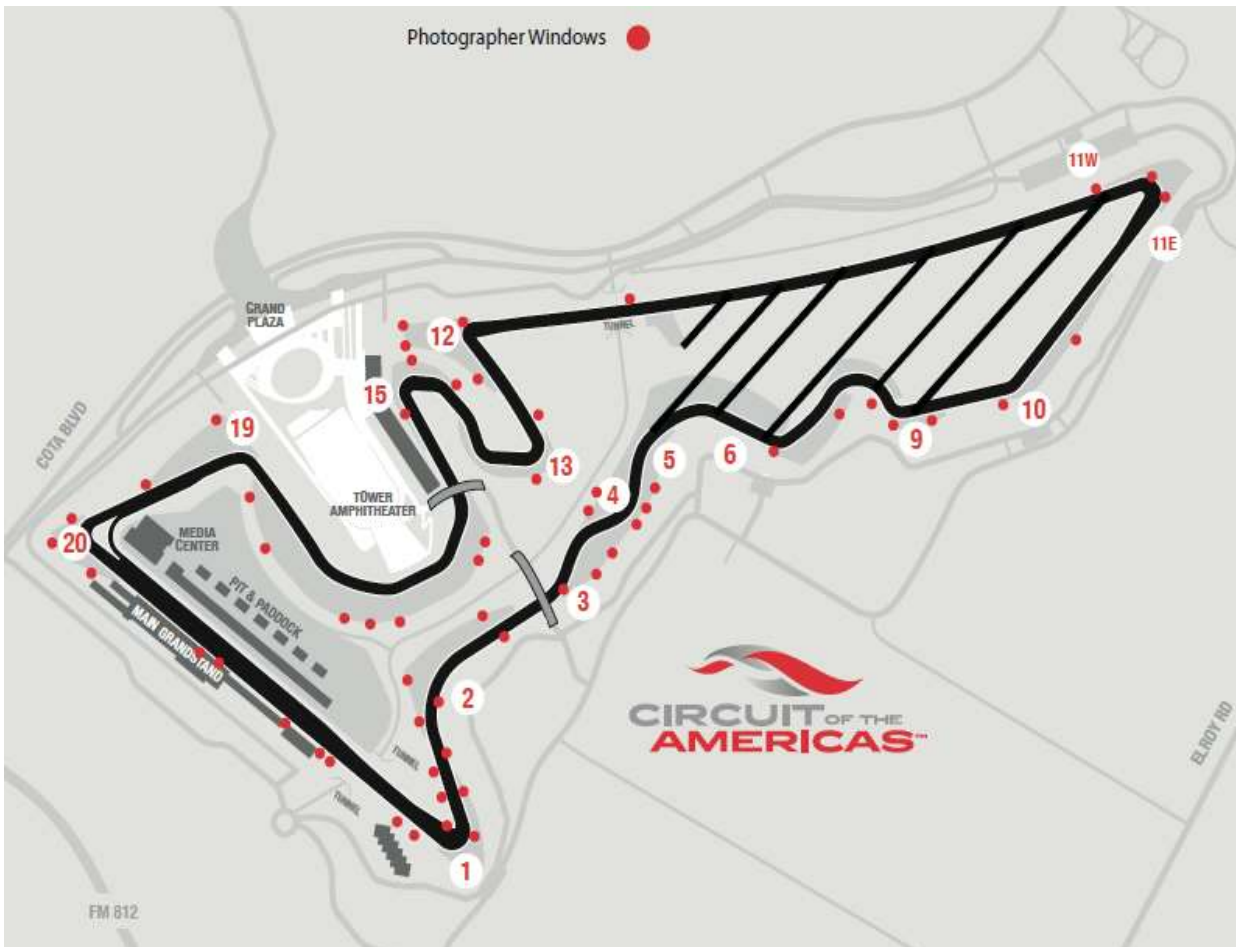 Photographer Windows
11W
11E
GRAND
PLAZA
12
TUNNEL
15
COTA BLVD
19
10
9
13
5
6
TOWER
AMPHITHEATER
4
20
MEDIA
CENTER
PIT & PADDOCK
3
MAIN GRANDSTAND
2
CIRCUIT OF THE
AMERICAS™
ELROY RD
TUNNEL
TUNNEL
1
FM 812